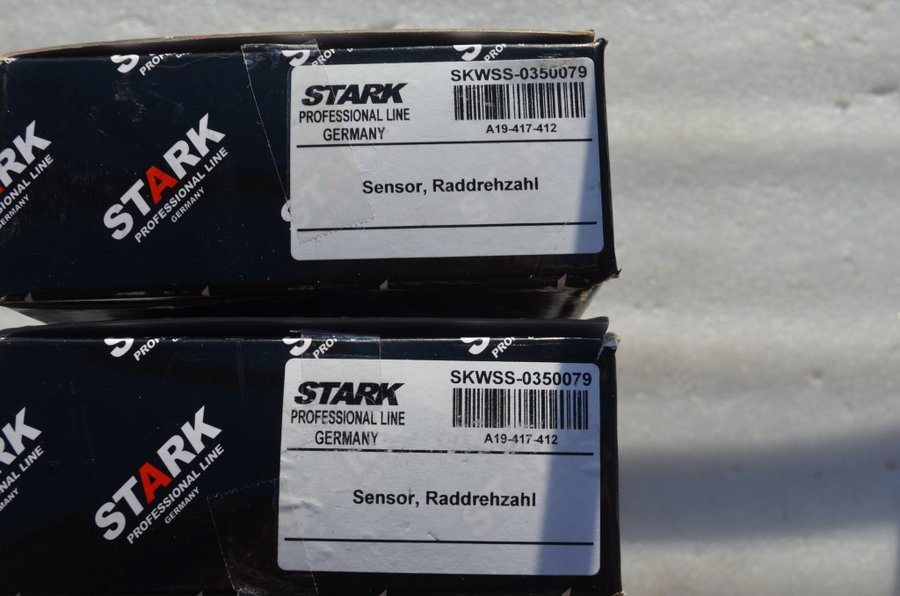 STARK
PROFESSIONAL LINE
GERMANY
SKWSS-0350079
A19-417-412
Sensor, Raddrehzahl
STARK
PROFESSIONAL LINE
GERMANY
STARK
PROFESSIONAL LINE
GERMANY
SKWSS-0350079
A19-417-412
Sensor, Raddrehzahl
STARK
PROFESSIONAL LINE
GERMANY